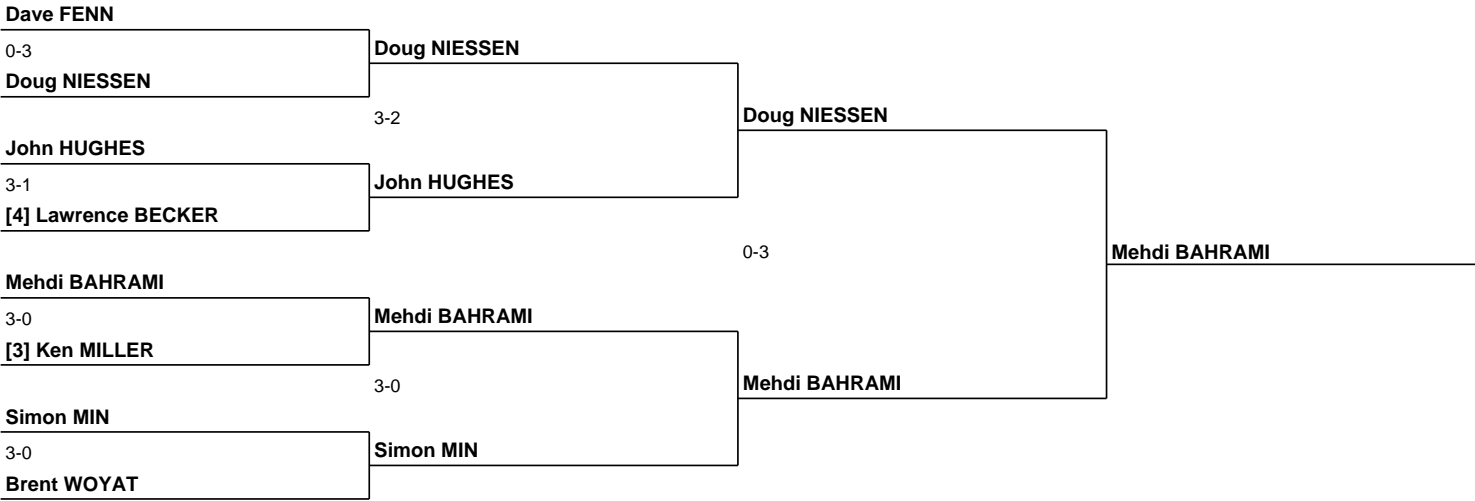 Dave FENN
0-3
Doug NIESSEN
Doug NIESSEN
3-2
Doug NIESSEN
John HUGHES
3-1
John HUGHES
[4] Lawrence BECKER
0-3
Mehdi BAHRAMI
Mehdi BAHRAMI
3-0
Mehdi BAHRAMI
[3] Ken MILLER
3-0
Mehdi BAHRAMI
Simon MIN
3-0
Simon MIN
Brent WOYAT